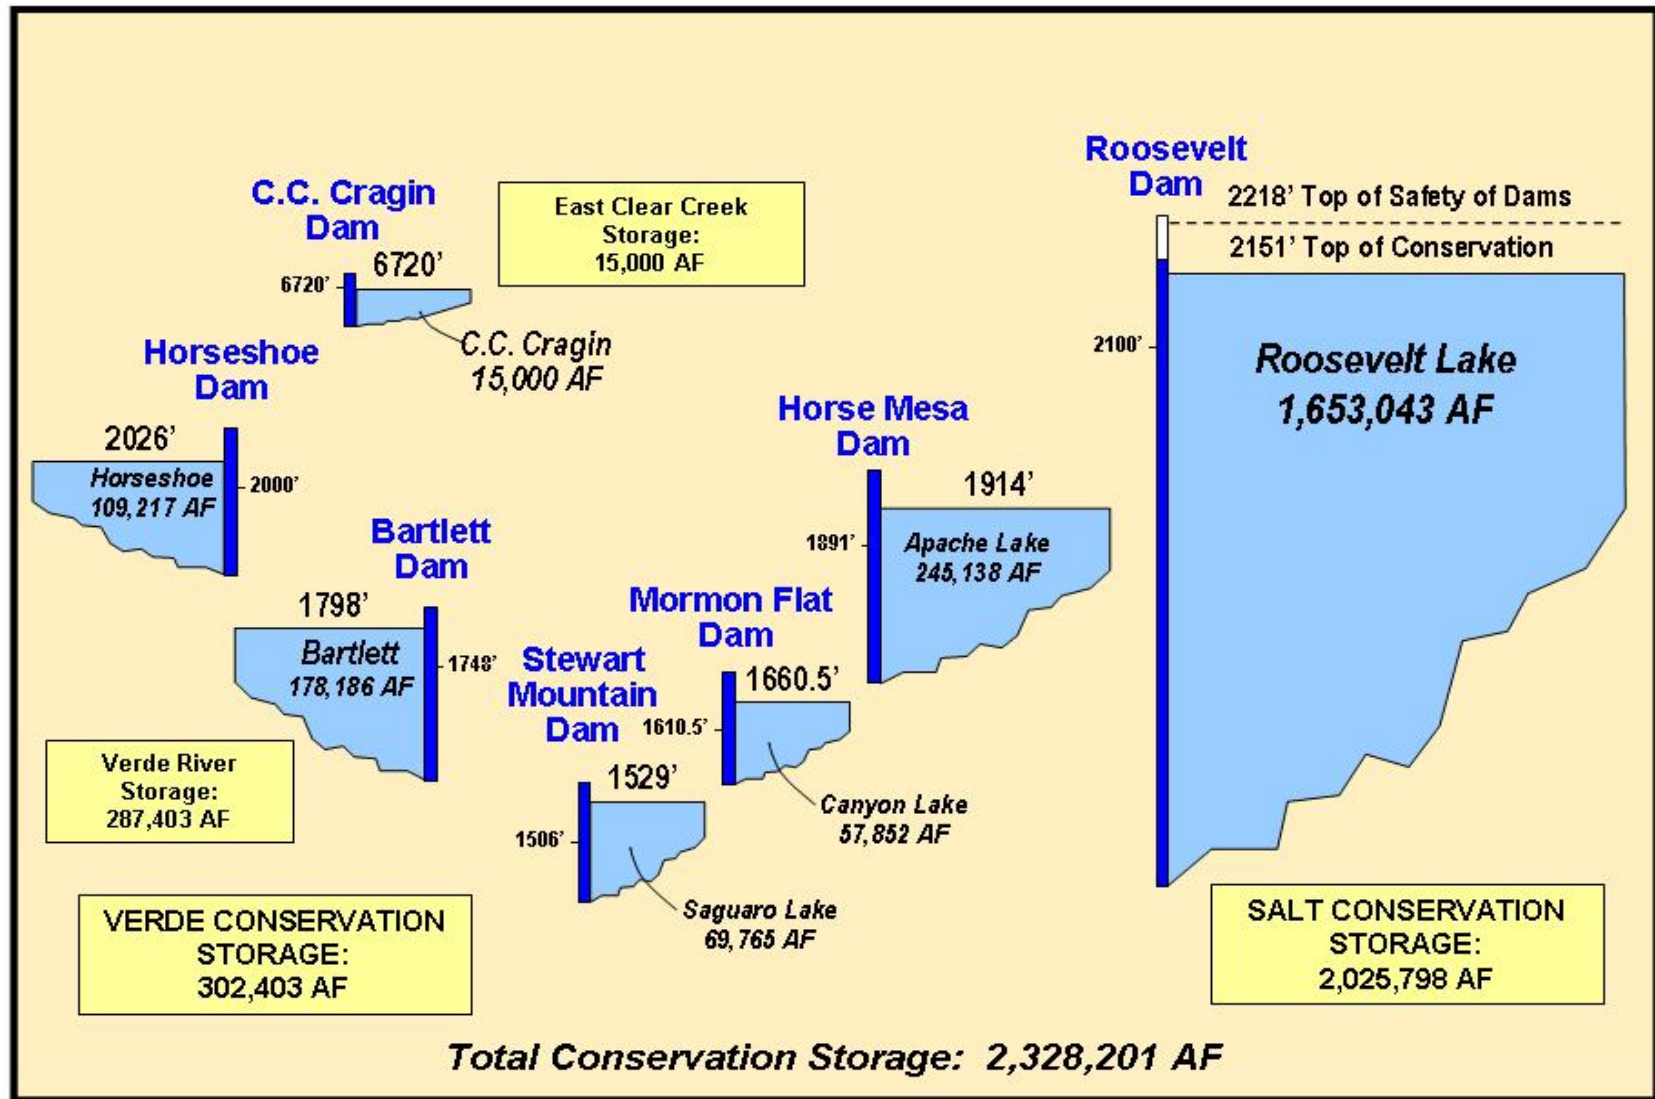 Roosevelt
Dam
2218’ Top of Safety of Dams
2151’ Top of Conservation
2100’
Roosevelt Lake
1,653,043 AF
C.C. Cragin
Dam
6720’
6720’
C.C. Cragin
15,000 AF
East Clear Creek
Storage:
15,000 AF
Horseshoe
Dam
2026’
Horseshoe
109,217 AF
2000’
Horse Mesa
Dam
1914’
1891’
Apache Lake
245,138 AF
Bartlett
Dam
1798’
Bartlett
178,186 AF
1748’
Mormon Flat
Dam
1660.5’
1610.5’
Canyon Lake
57,852 AF
Stewart
Mountain
Dam
1529’
1506’
Saguaro Lake
69,765 AF
Verde River
Storage:
287,403 AF
VERDE CONSERVATION
STORAGE:
302,403 AF
SALT CONSERVATION
STORAGE:
2,025,798 AF
Total Conservation Storage: 2,328,201 AF